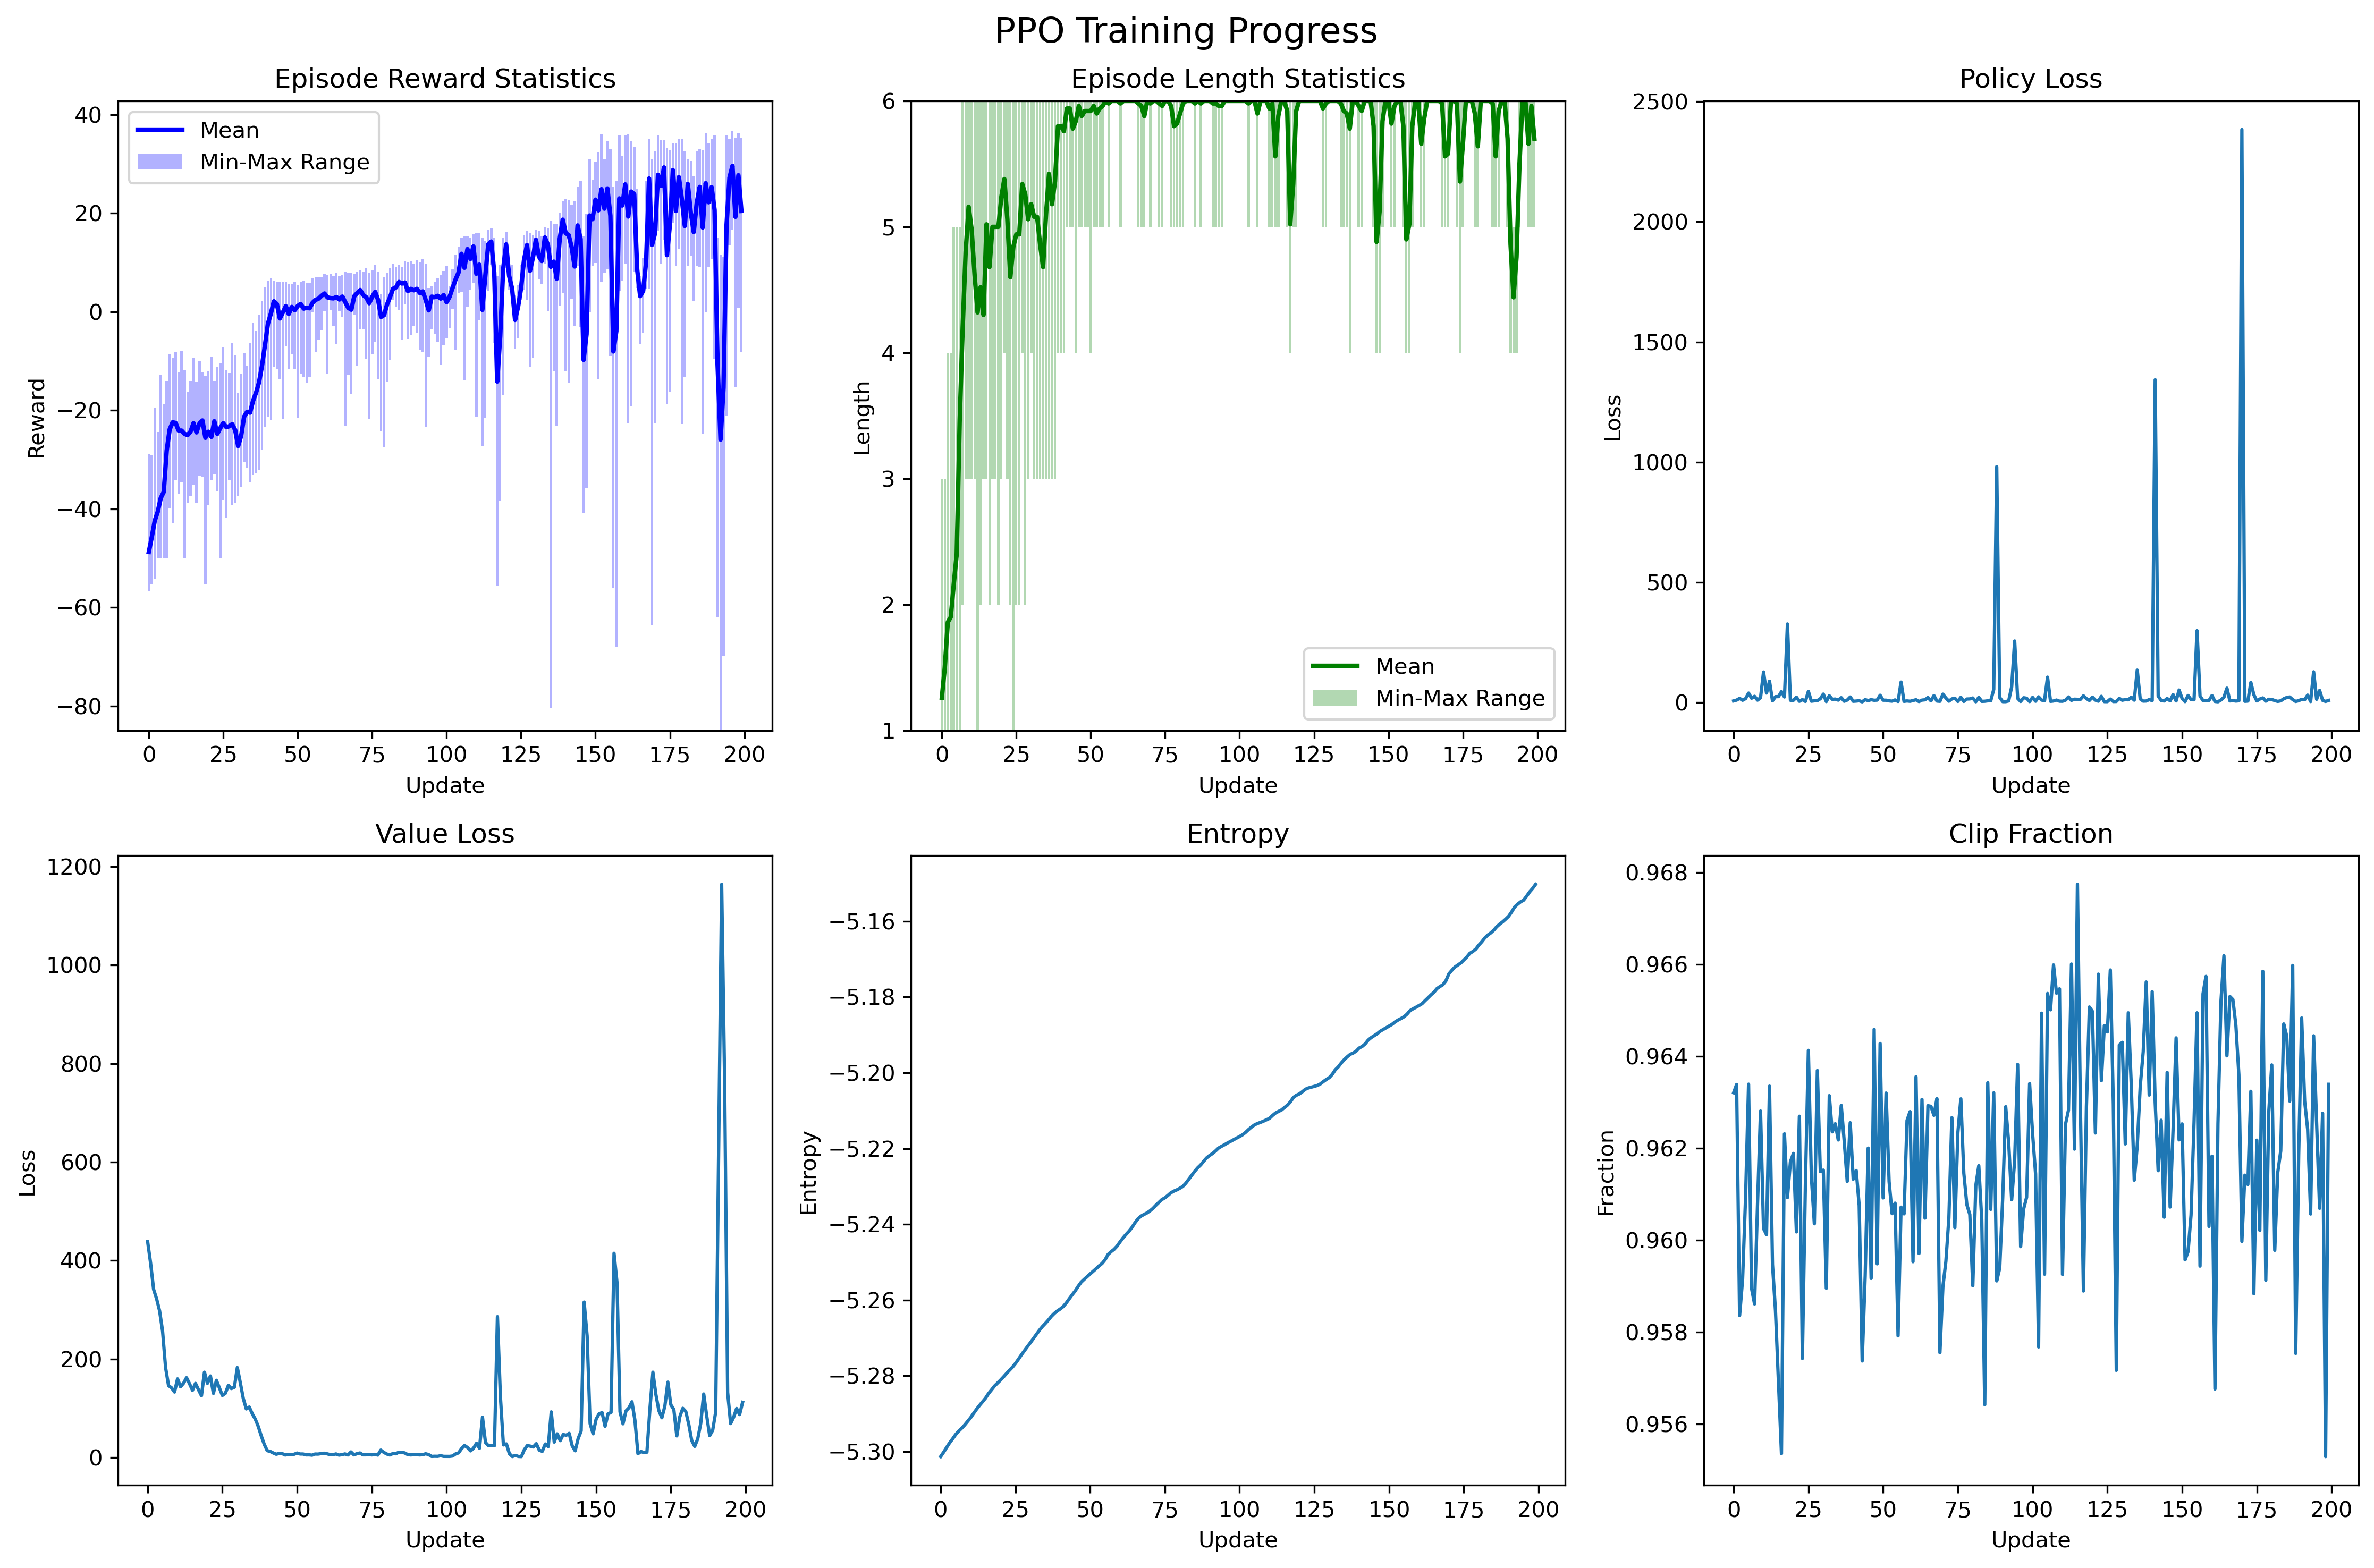 PPO Training Progress
Episode Reward Statistics
40
20
0
−20
−40
−60
−80
Reward
Mean
Min-Max Range
0 25 50 75 100 125 150 175 200
Update
Episode Length Statistics
6
5
4
3
2
1
Length
Mean
Min-Max Range
0 25 50 75 100 125 150 175 200
Update
Policy Loss
2500
2000
1500
1000
500
0
Loss
0 25 50 75 100 125 150 175 200
Update
Value Loss
1200
1000
800
600
400
200
0
Loss
0 25 50 75 100 125 150 175 200
Update
Entropy
−5.16
−5.18
−5.20
−5.22
−5.24
−5.26
−5.28
−5.30
Entropy
0 25 50 75 100 125 150 175 200
Update
Clip Fraction
0.968
0.966
0.964
0.962
0.960
0.958
0.956
Fraction
0 25 50 75 100 125 150 175 200
Update